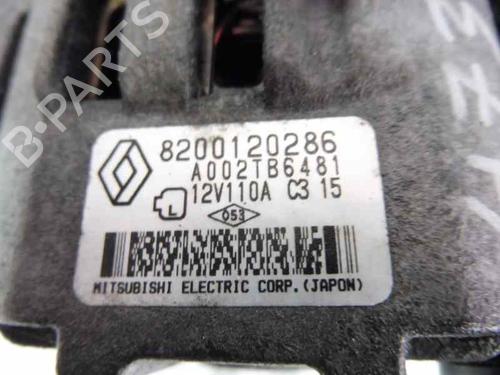 8200120286
A002TB6481
L 12V110A C3 15
053
MITSUBISHI ELECTRIC CORP.(JAPON)
B-PARTS